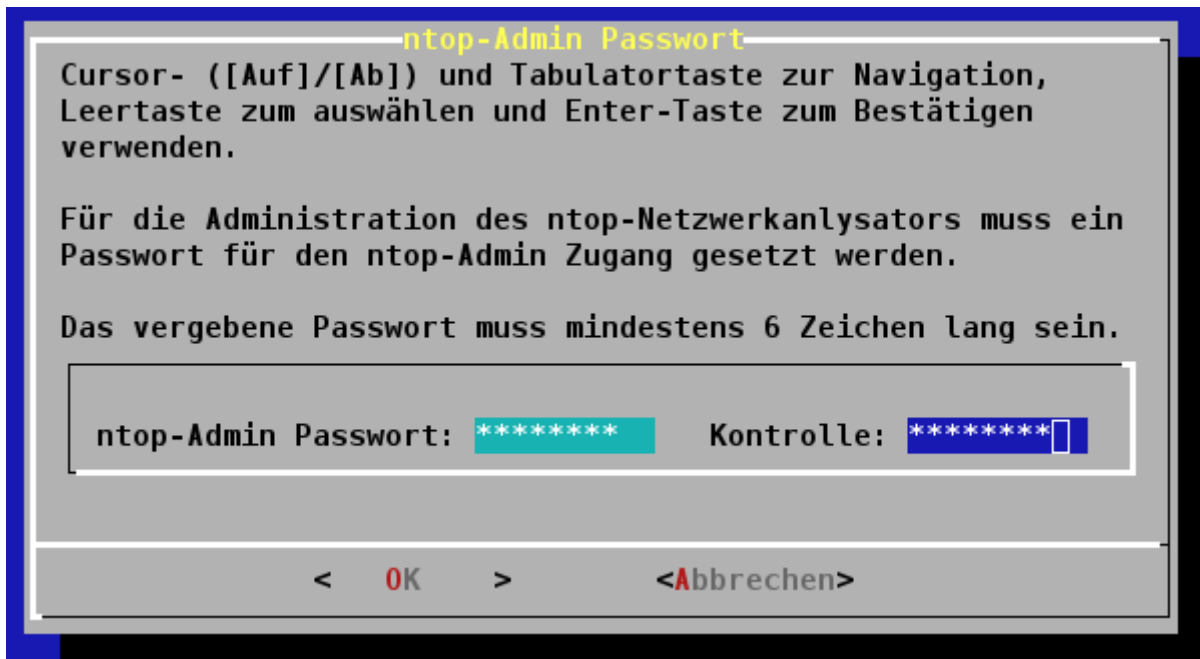 ntop-Admin Passwort
Cursor- ([Auf]/[Ab]) und Tabulatortaste zur Navigation,
Leertaste zum auswählen und Enter-Taste zum Bestätigen
verwenden.
Für die Administration des ntop-Netzwerkanlysators muss ein
Passwort für den ntop-Admin Zugang gesetzt werden.
Das vergebene Passwort muss mindestens 6 Zeichen lang sein.
ntop-Admin Passwort: ******** Kontrolle: ********
< OK > <Abbrechen>